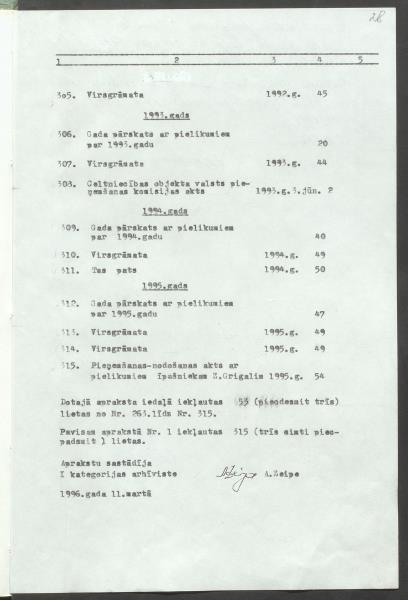 28
1 2 3 4 5
305. Virsgrāmata 1992.g. 45
1993.gads
306. Gada pārskats ar pielikumiem
par 1993.gadu 20
307. Virsgrāmata 1993.g. 44
308. Celtniecības objekta valsts pie-
ņemšanas komisijas akts 1993.g.3.jūn. 2
1994.gads
309. Gada pārskats ar pielikumiem
par 1994.gadu 40
310. Virsgrāmata 1994.g. 49
311. Tas pats 1994.g. 50
1995.gads
312. Gada pārskats ar pielikumiem
par 1995.gadu 47
313. Virsgrāmata 1995.g. 49
314. Virsgrāmata 1995.g. 49
315. Pieņemšanas-nodošanas akts ar
pielikumiem īpašniekam Z.Grigalim 1995.g. 54
Dotajā apraksta iedaļā iekļautas 53 (piecdesmit trīs)
lietas no Nr. 263.līdz Nr. 315.
Pavisam aprakstā Nr. 1 iekļautas 315 (trīs simti piec-
padsmit) lietas.
Aprakstu sastādīja
I kategorijas arhīviste A.Zeipe
1996.gada 11.martā